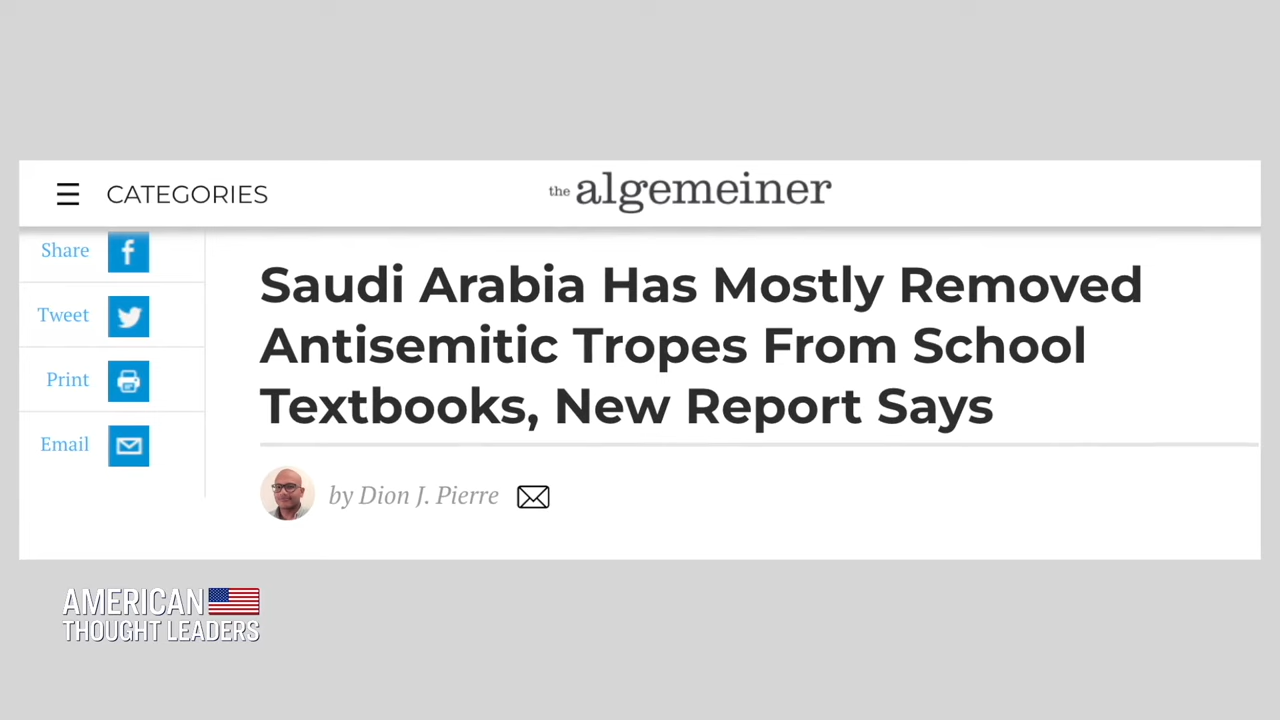 CATEGORIES
the algemeiner
Share
Tweet
Print
Email
Saudi Arabia Has Mostly Removed
Antisemitic Tropes From School
Textbooks, New Report Says
by Dion J. Pierre
AMERICAN
THOUGHT LEADERS